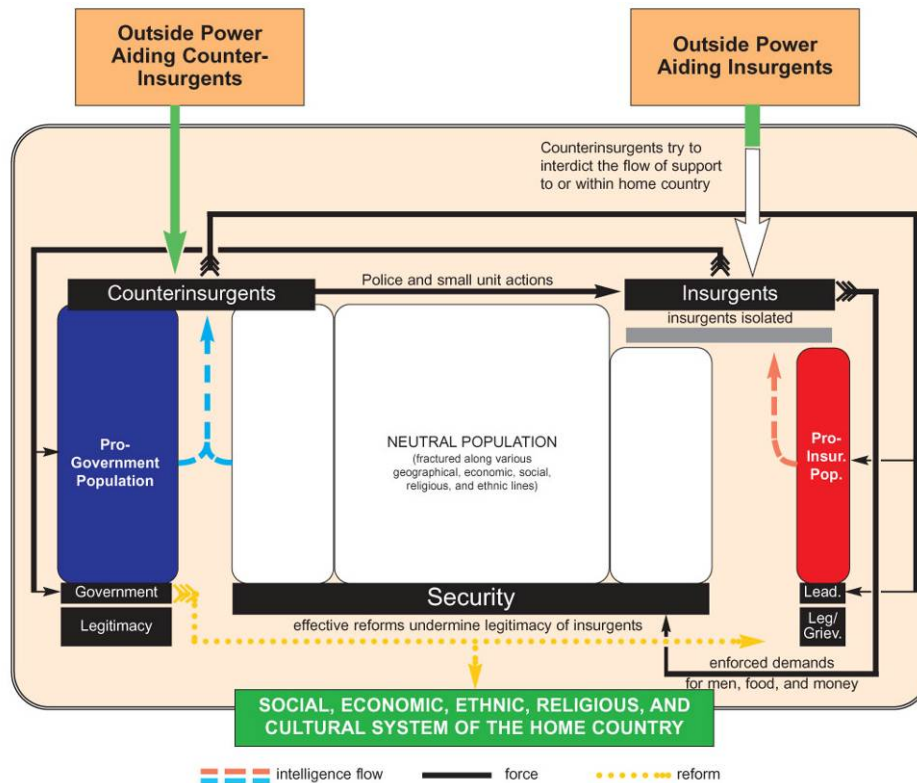 Outside Power
Aiding Counter-
Insurgents
Outside Power
Aiding Insurgents
Counterinsurgents try to
interdict the flow of support
to or within home country
Counterinsurgents
Police and small unit actions
Insurgents
insurgents isolated
Pro-
Government
Population
NEUTRAL POPULATION
(fractured along various
geographical, economic, social,
religious, and ethnic lines)
Pro-
Insur.
Pop.
Government
Security
Lead.
Legitimacy
effective reforms undermine legitimacy of insurgents
Leg/
Griev.
enforced demands
for men, food, and money
SOCIAL, ECONOMIC, ETHNIC, RELIGIOUS, AND
CULTURAL SYSTEM OF THE HOME COUNTRY
intelligence flow
force
reform